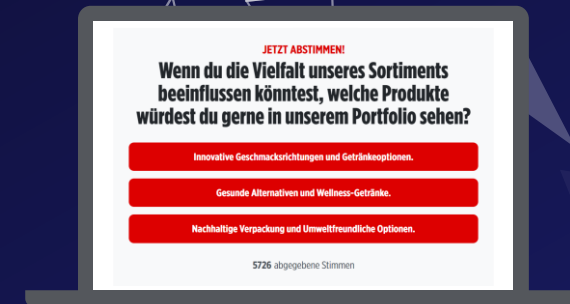 JETZT ABSTIMMEN!
Wenn du die Vielfalt unseres Sortiments
beeinflussen könntest, welche Produkte
würdest du gerne in unserem Portfolio sehen?
Innovative Geschmacksrichtungen und Getränkeoptionen.
Gesunde Alternativen und Wellness-Getränke.
Nachhaltige Verpackung und Umweltfreundliche Optionen.
5726 abgegebene Stimmen